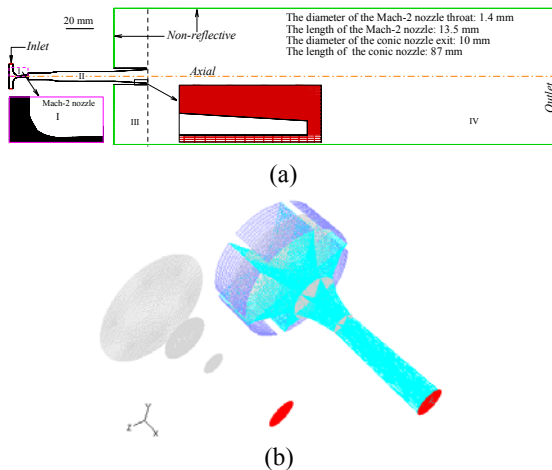 20 mm
Non-reflective
The diameter of the Mach-2 nozzle throat: 1.4 mm
The length of the Mach-2 nozzle: 13.5 mm
The diameter of the conic nozzle exit: 10 mm
The length of the conic nozzle: 87 mm
Inlet
II
Axial
Mach-2 nozzle
I
III
IV
Outlet
(a)
Y
Z
X
(b)